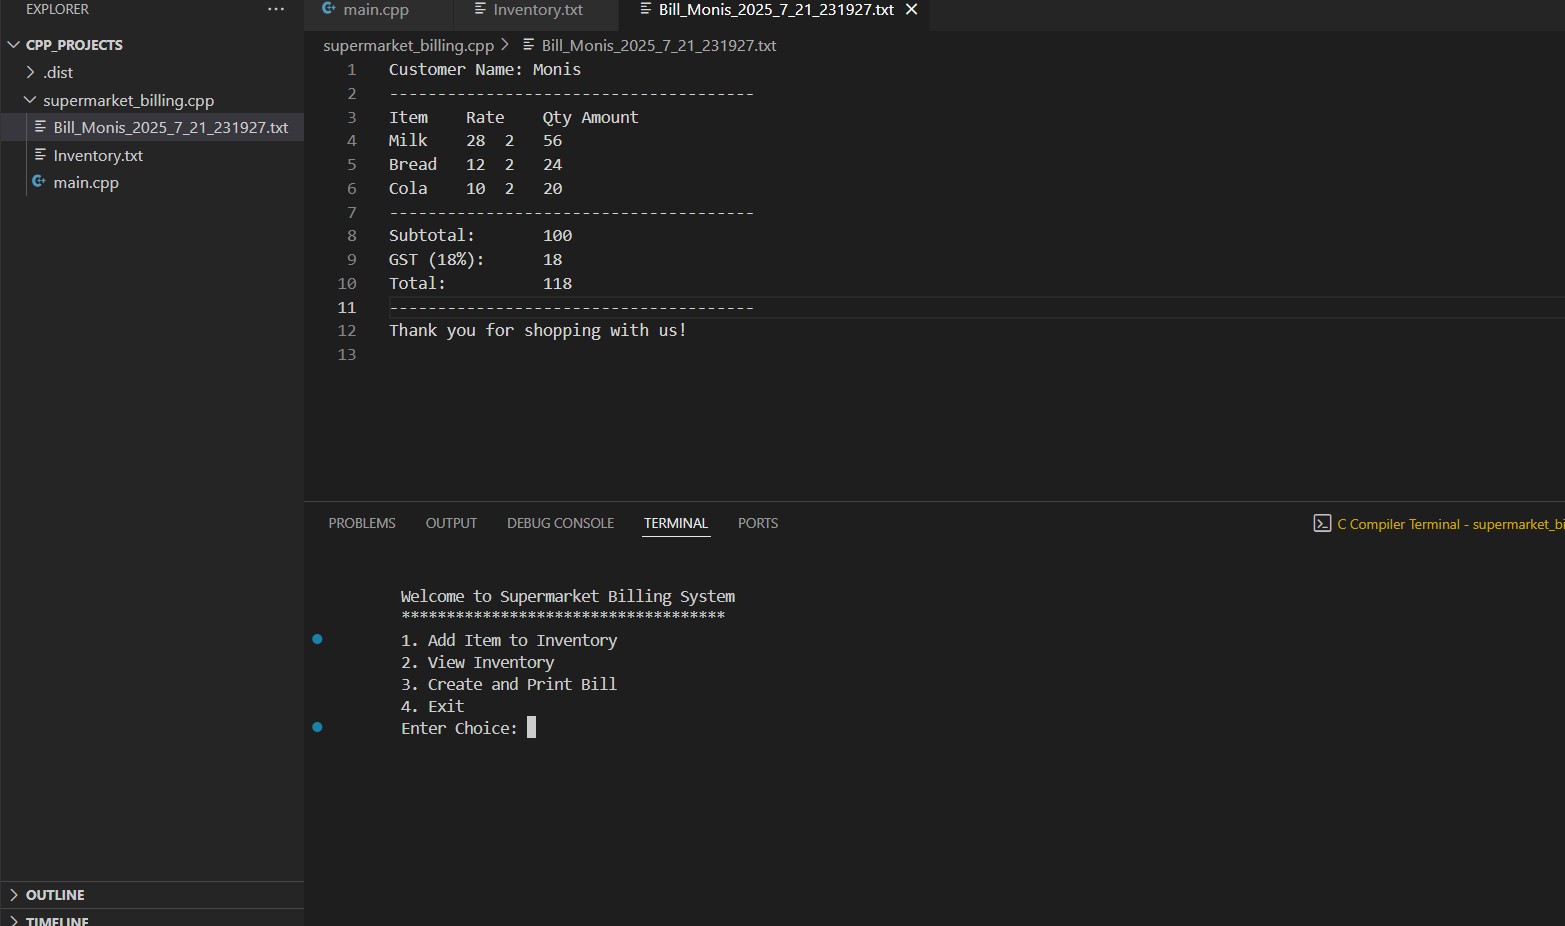 EXPLORER
CPP_PROJECTS
.dist
supermarket_billing.cpp
Bill_Monis_2025_7_21_231927.txt
Inventory.txt
main.cpp
OUTLINE
TIMELINE
main.cpp
Inventory.txt
Bill_Monis_2025_7_21_231927.txt
supermarket_billing.cpp > Bill_Monis_2025_7_21_231927.txt
1 Customer Name: Monis
2 --------------------------------------
3 Item Rate Qty Amount
4 Milk 28 2 56
5 Bread 12 2 24
6 Cola 10 2 20
7 --------------------------------------
8 Subtotal: 100
9 GST (18%): 18
10 Total: 118
11 --------------------------------------
12 Thank you for shopping with us!
13
PROBLEMS OUTPUT DEBUG CONSOLE TERMINAL PORTS
C Compiler Terminal - supermarket_bi
Welcome to Supermarket Billing System
************************************
1. Add Item to Inventory
2. View Inventory
3. Create and Print Bill
4. Exit
Enter Choice: